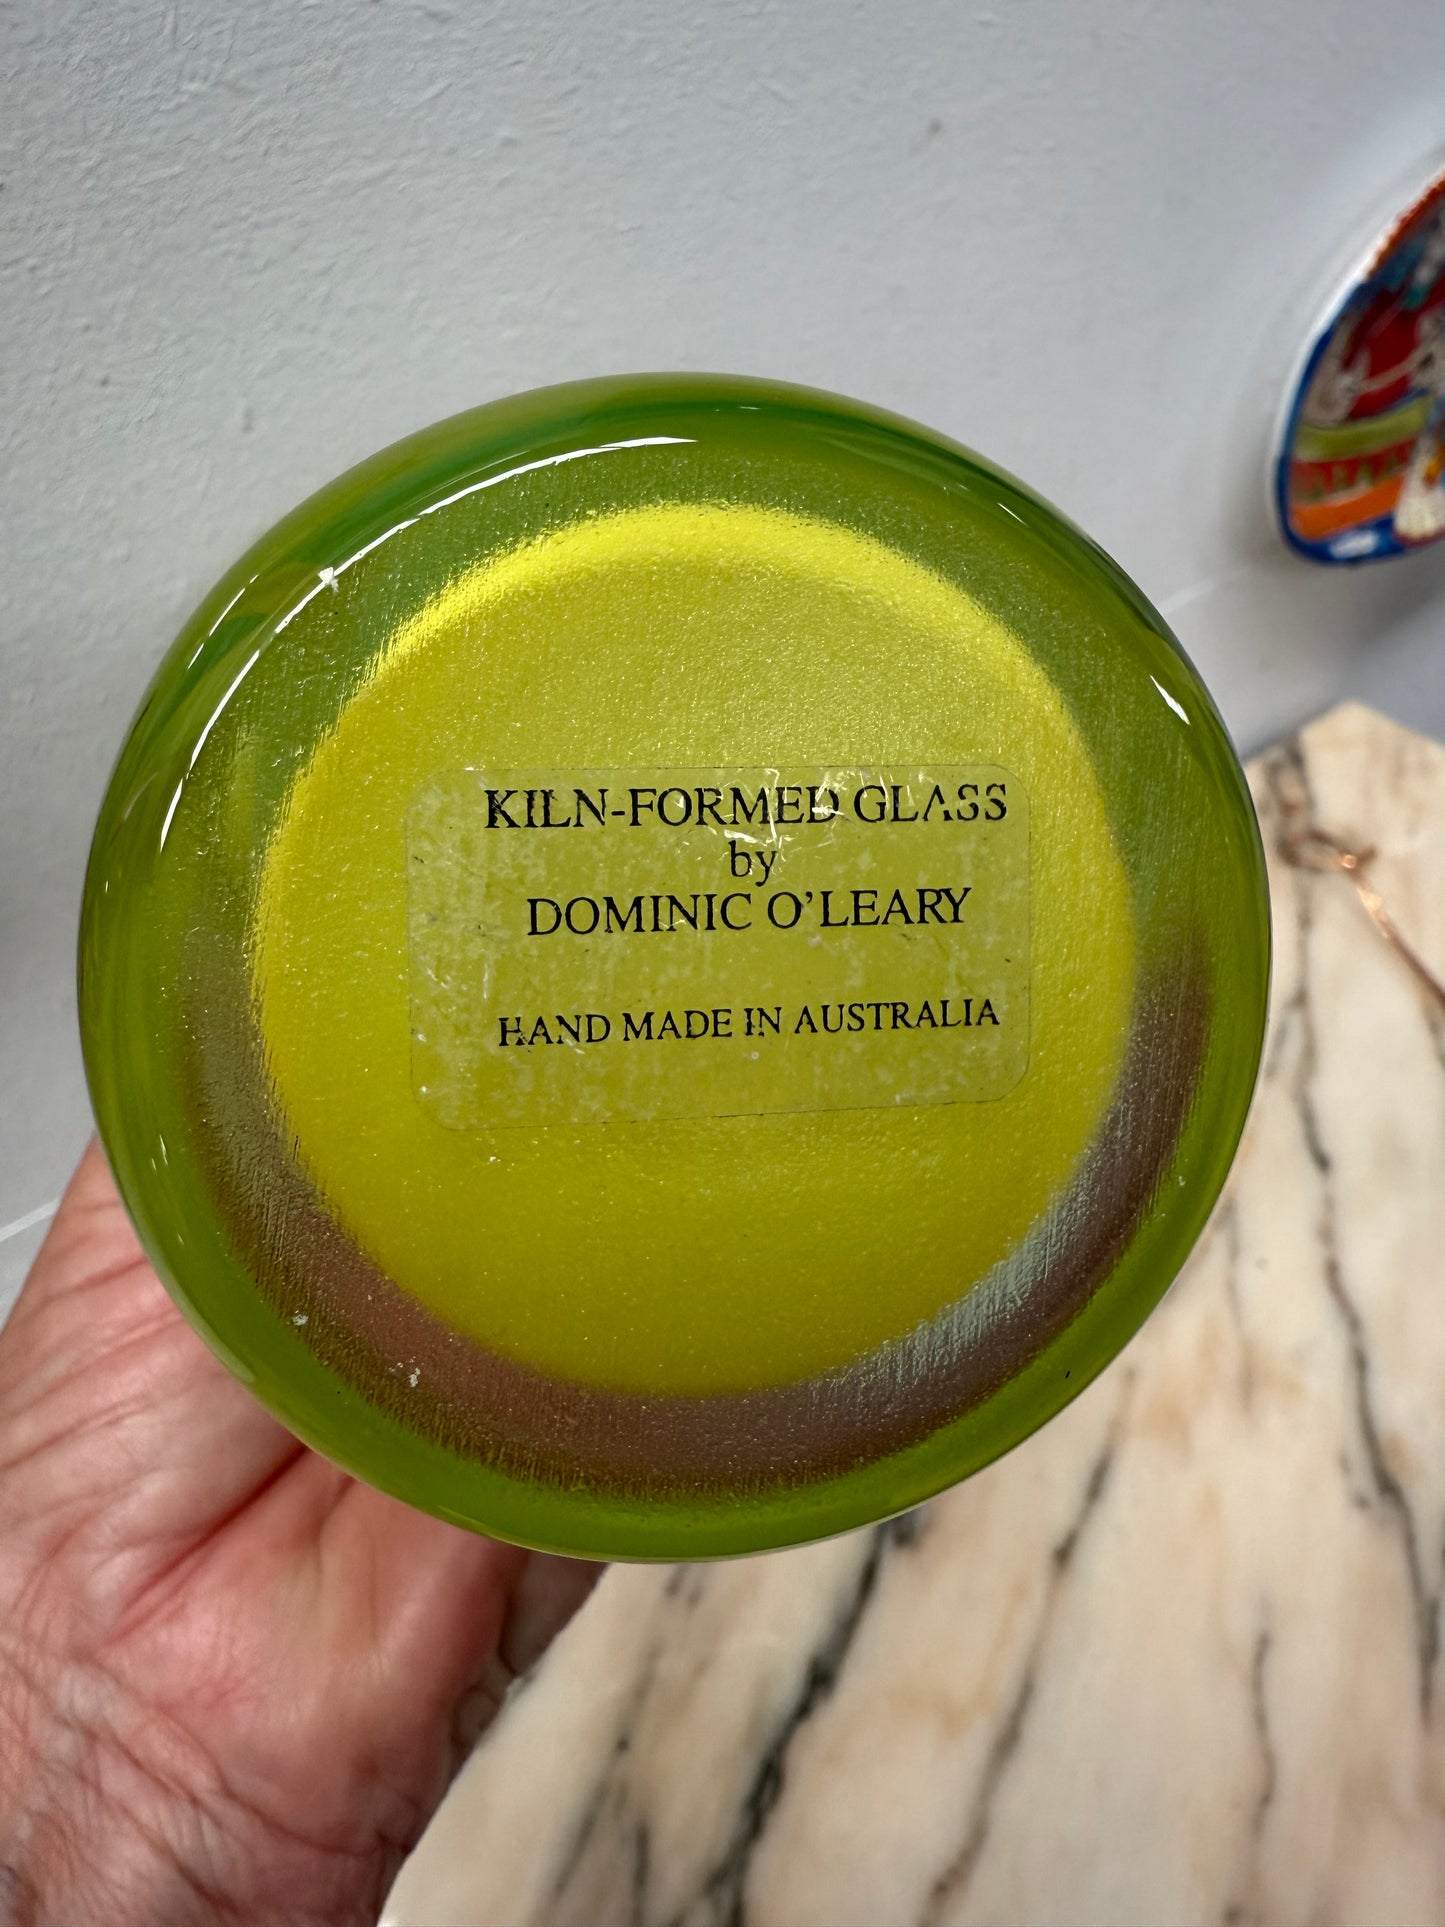 KILN-FORMED GLASS
by
DOMINIC O'LEARY
HAND MADE IN AUSTRALIA